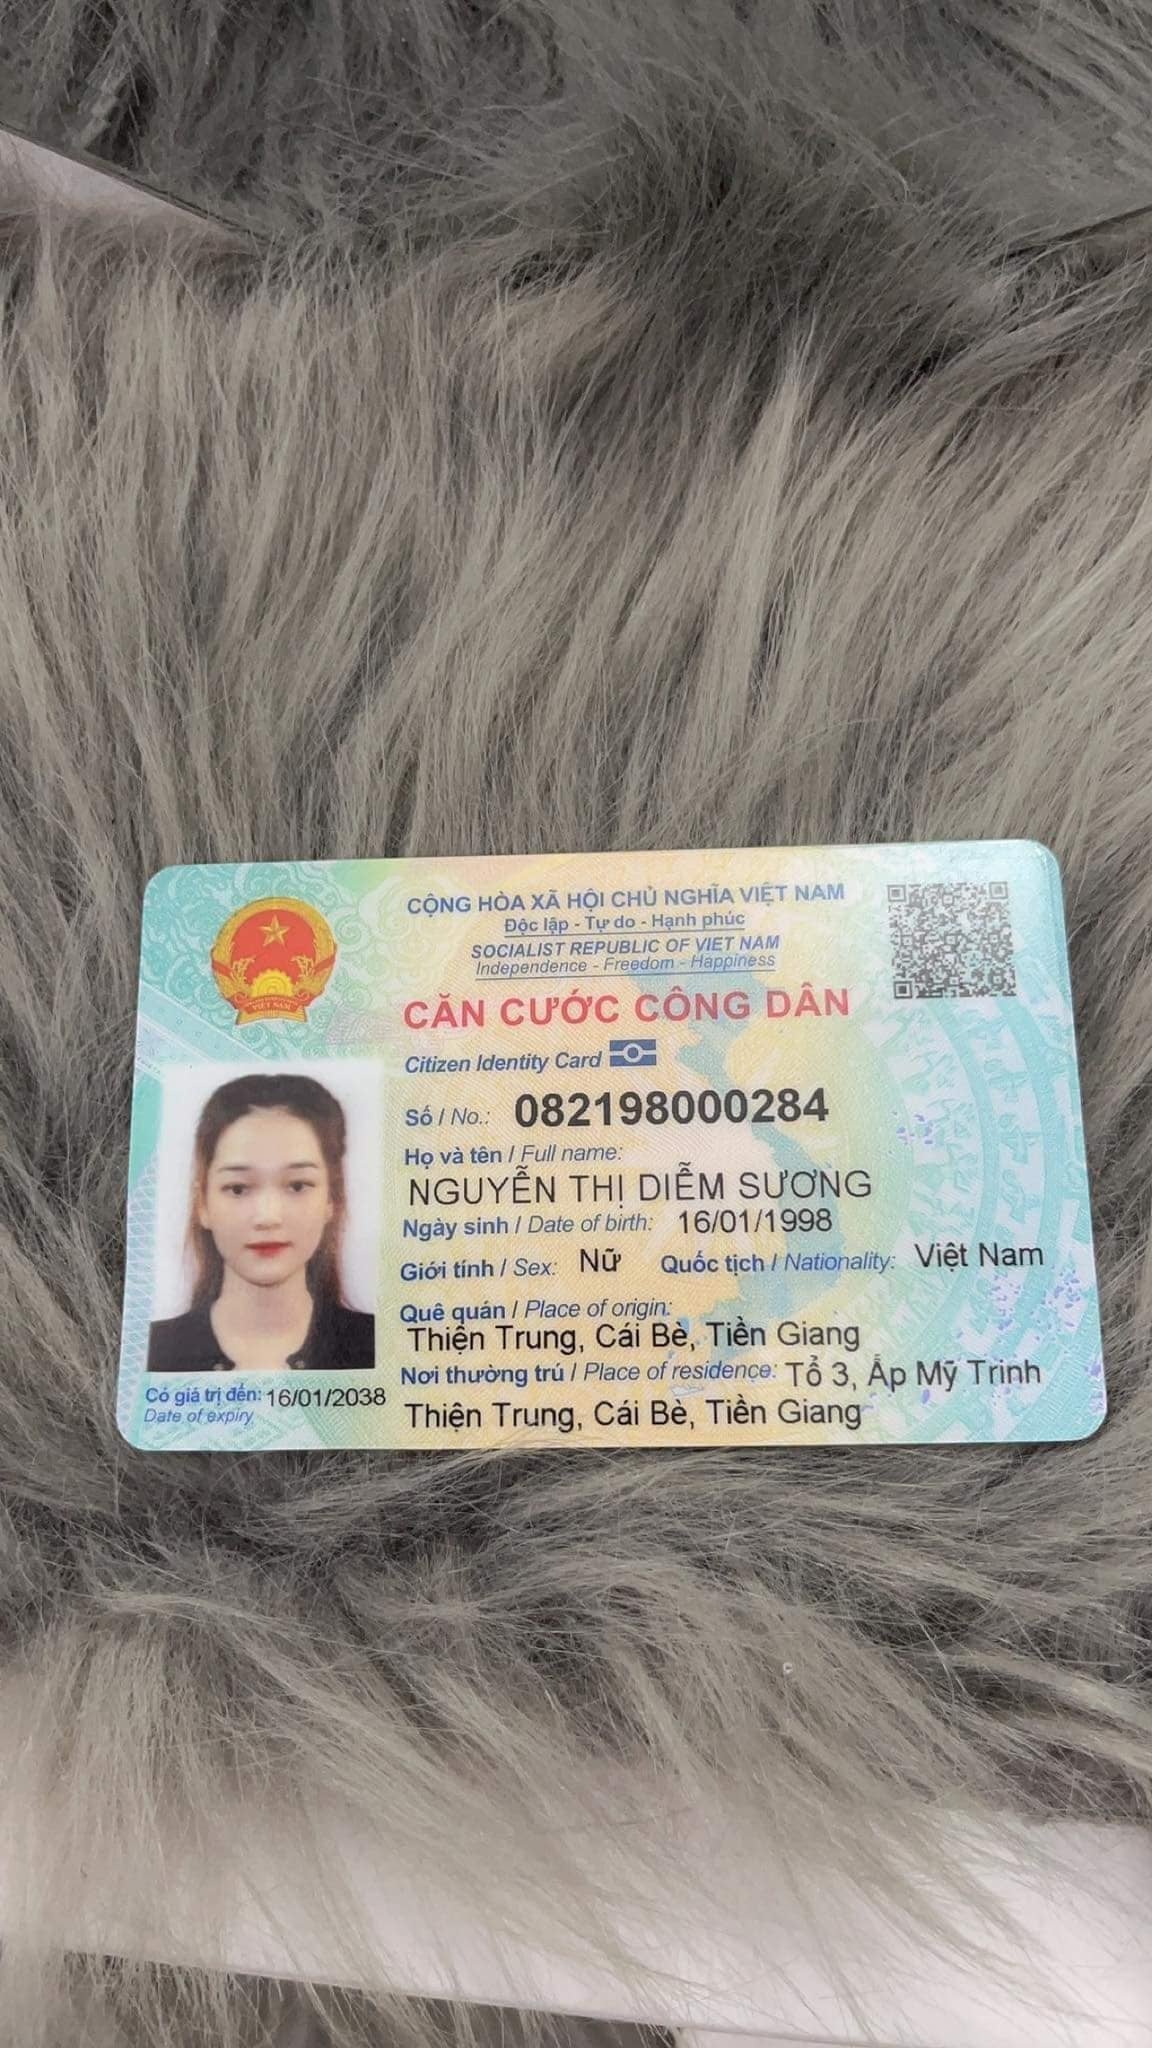 CỘNG HÒA XÃ HỘI CHỦ NGHĨA VIỆT NAM
Độc lập - Tự do - Hạnh phúc
SOCIALIST REPUBLIC OF VIET NAM
Independence - Freedom - Happiness
CĂN CƯỚC CÔNG DÂN
Citizen Identity Card
Số / No.: 082198000284
Họ và tên / Full name:
NGUYỄN THỊ DIỄM SƯƠNG
Ngày sinh / Date of birth: 16/01/1998
Giới tính / Sex: Nữ Quốc tịch / Nationality: Việt Nam
Quê quán / Place of origin:
Thiện Trung, Cái Bè, Tiền Giang
Nơi thường trú / Place of residence: Tổ 3, Ấp Mỹ Trinh
Thiện Trung, Cái Bè, Tiền Giang
Có giá trị đến: 16/01/2038
Date of expiry
VIỆT NAM